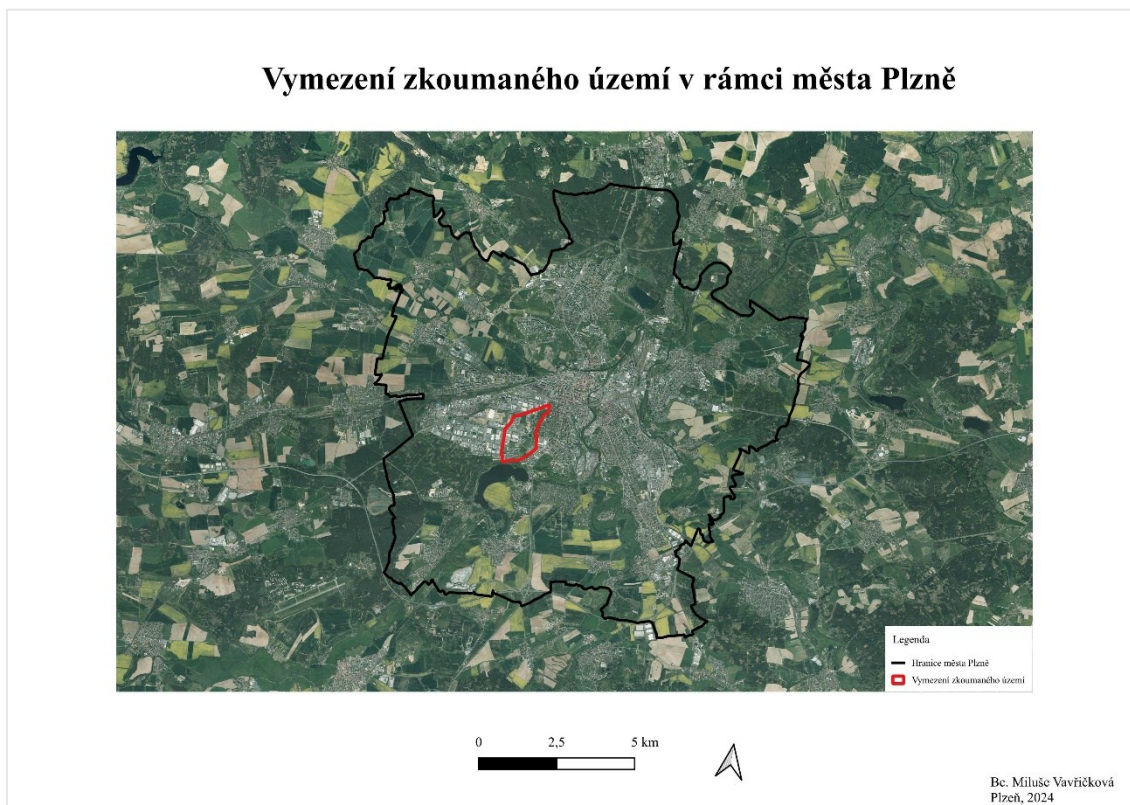 Vymezení zkoumaného území v rámci města Plzně
Legenda
Hranice města Plzně
Vymezení zkoumaného území
0 2,5 5 km
Bc. Miluše Vavřičková
Plzeň, 2024